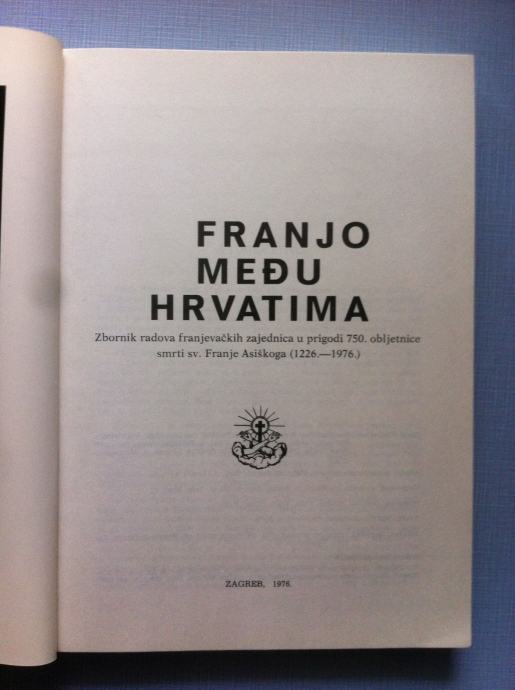 FRANJO
MEĐU
HRVATIMA
Zbornik radova franjevačkih zajednica u prigodi 750. obljetnice
smrti sv. Franje Asiškoga (1226.—1976.)
ZAGREB, 1976.